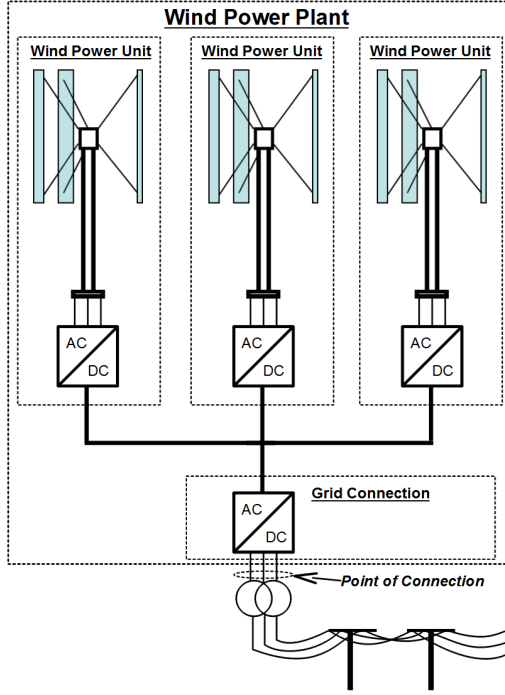 Wind Power Plant
Wind Power Unit
Wind Power Unit
Wind Power Unit
AC
DC
AC
DC
AC
DC
Grid Connection
AC
DC
Point of Connection